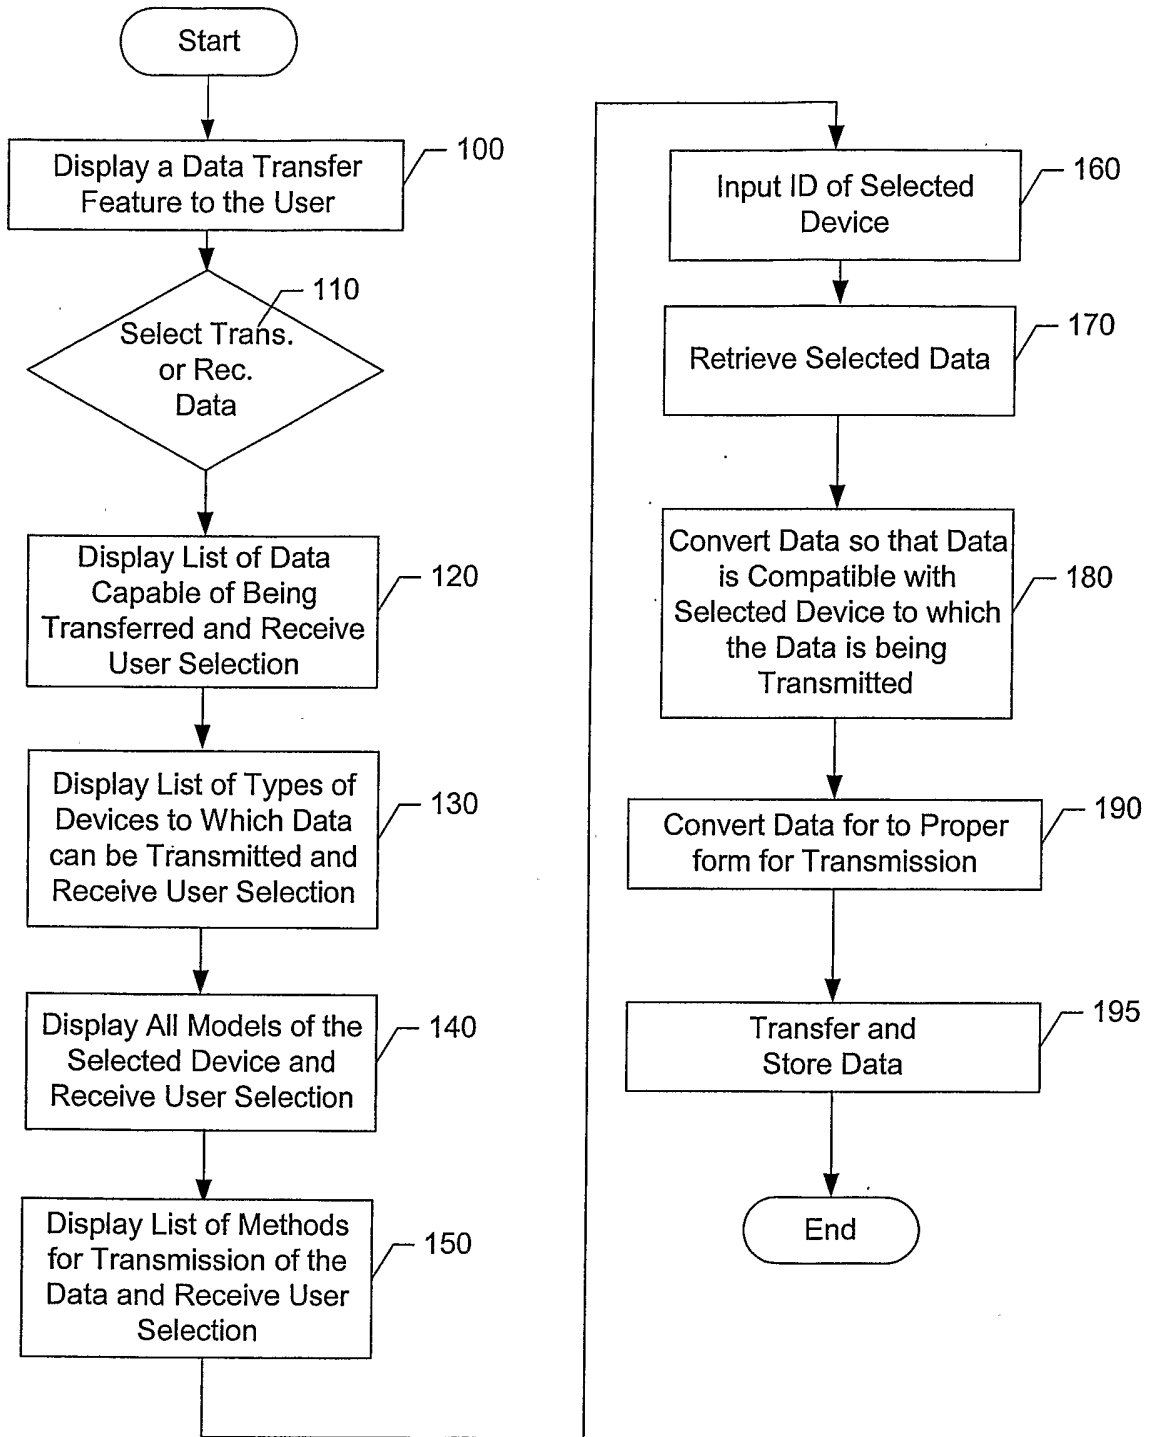 Start
Display a Data Transfer
Feature to the User
100
110
Select Trans.
or Rec.
Data
Display List of Data
Capable of Being
Transferred and Receive
User Selection
120
Display List of Types of
Devices to Which Data
can be Transmitted and
Receive User Selection
130
Display All Models of the
Selected Device and
Receive User Selection
140
Display List of Methods
for Transmission of the
Data and Receive User
Selection
150
Input ID of Selected
Device
160
Retrieve Selected Data
170
Convert Data so that Data
is Compatible with
Selected Device to which
the Data is being
Transmitted
180
Convert Data for to Proper
form for Transmission
190
Transfer and
Store Data
195
End